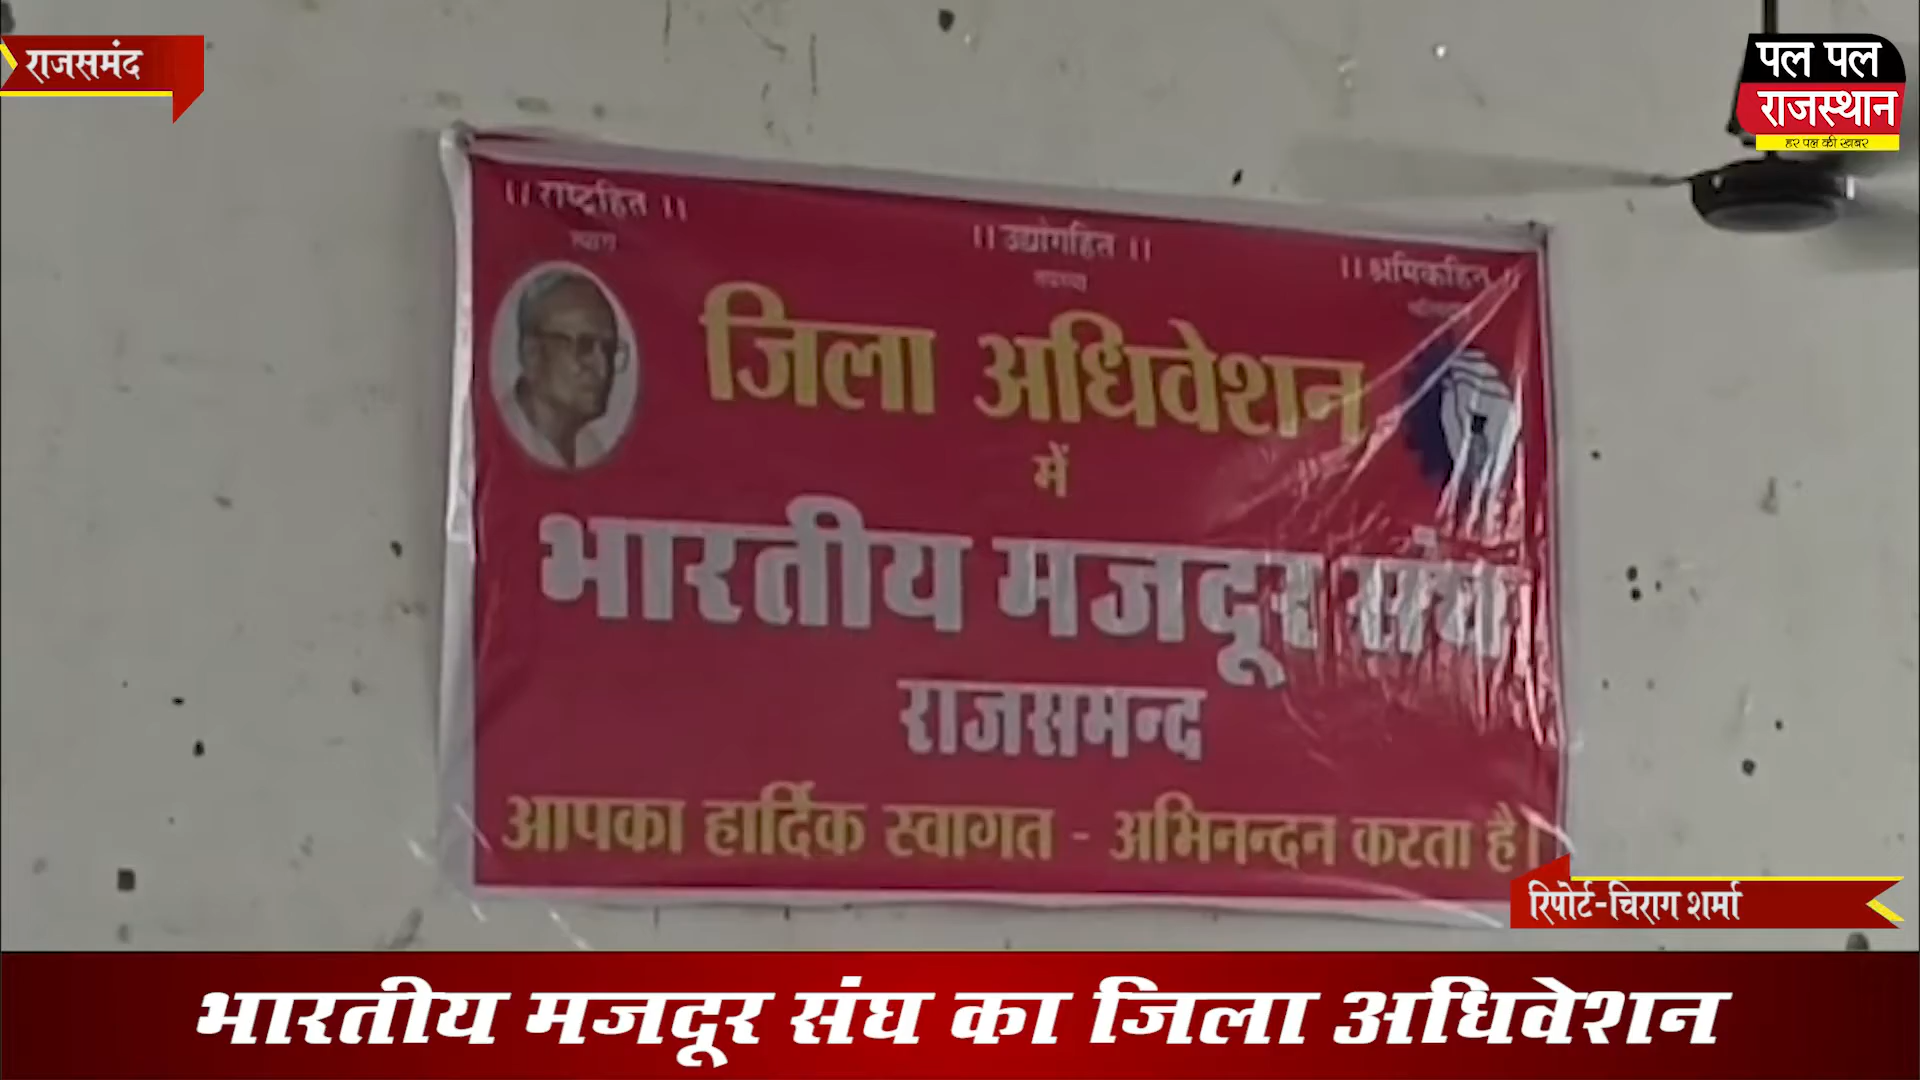 राजसमंद
पल पल
राजस्थान
हर पल की खबर
।। राष्ट्रहित ।।
त्याग
।। उद्योगहित ।।
तपस्या
।। श्रमिकहित ।।
जिला अधिवेशन
में
भारतीय मजदूर संघ
राजसमन्द
आपका हार्दिक स्वागत - अभिनन्दन करता है।
रिपोर्ट-चिराग शर्मा
भारतीय मजदूर संघ का जिला अधिवेशन